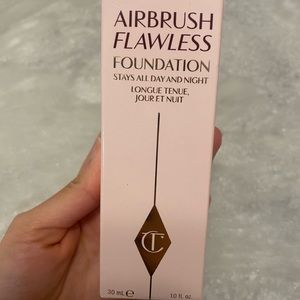 AIRBRUSH
FLAWLESS
FOUNDATION
STAYS ALL DAY AND NIGHT
LONGUE TENUE,
JOUR ET NUIT
CT
30 mL ℮ 1.0 fl. oz